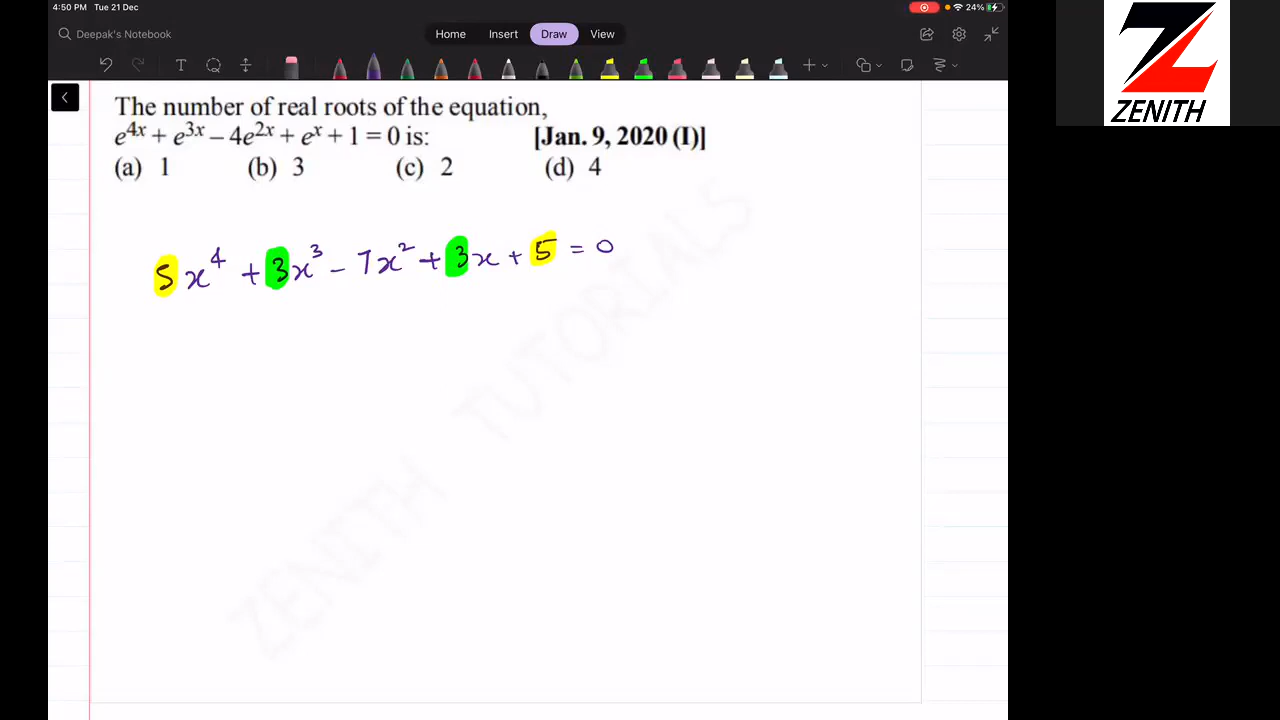 4:50 PM Tue 21 Dec
24%
Deepak's Notebook
Home Insert Draw View
ZENITH
The number of real roots of the equation,
e^{4x} + e^{3x} – 4e^{2x} + e^x + 1 = 0 is: [Jan. 9, 2020 (I)]
(a) 1 (b) 3 (c) 2 (d) 4
5x^4 + 3x^3 - 7x^2 + 3x + 5 = 0
ZENITH TUTORIALS